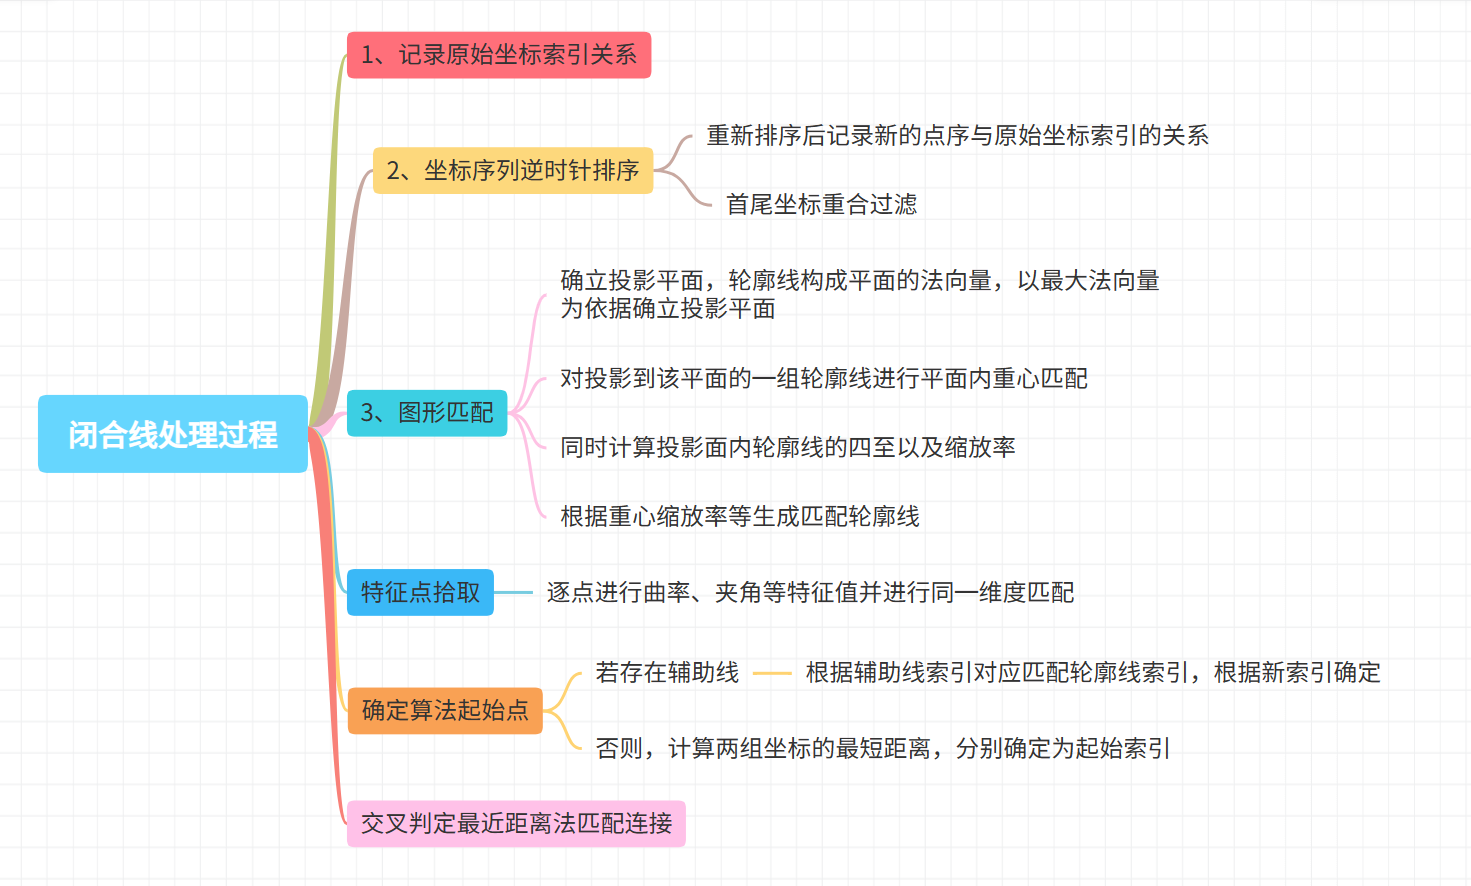 1、记录原始坐标索引关系
重新排序后记录新的点序与原始坐标索引的关系
2、坐标序列逆时针排序
首尾坐标重合过滤
确立投影平面，轮廓线构成平面的法向量，以最大法向量
为依据确立投影平面
对投影到该平面的一组轮廓线进行平面内重心匹配
3、图形匹配
闭合线处理过程
同时计算投影面内轮廓线的四至以及缩放率
根据重心缩放率等生成匹配轮廓线
特征点拾取
逐点进行曲率、夹角等特征值并进行同一维度匹配
若存在辅助线
根据辅助线索引对应匹配轮廓线索引，根据新索引确定
确定算法起始点
否则，计算两组坐标的最短距离，分别确定为起始索引
交叉判定最近距离法匹配连接